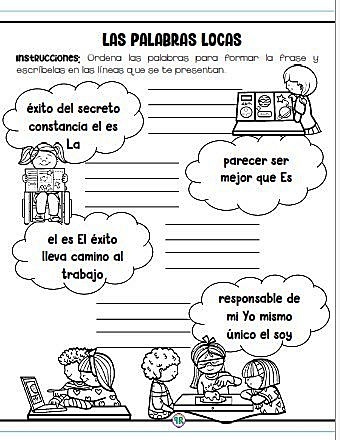 LAS PALABRAS LOCAS
Instrucciones: Ordena las palabras para formar la frase y
escríbelas en las líneas que se te presentan.
éxito del secreto
constancia el es
La
parecer ser
mejor que Es
el es El éxito
lleva camino al
trabajo
responsable de
mi Yo mismo
único el soy